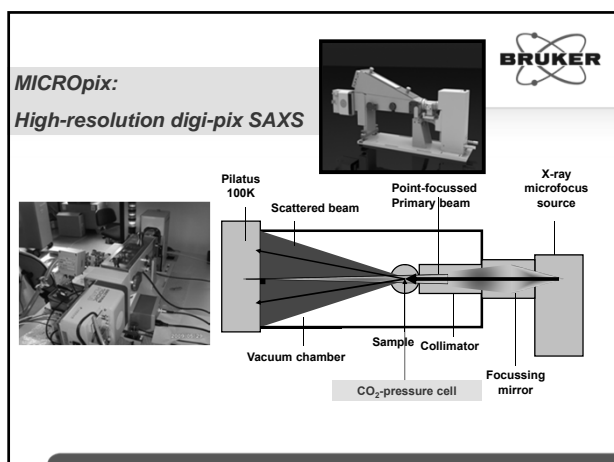 BRUKER
MICROpix:
High-resolution digi-pix SAXS
Pilatus
100K
Scattered beam
Point-focussed
Primary beam
X-ray
microfocus
source
Vacuum chamber
Sample
Collimator
Focussing
mirror
CO₂-pressure cell